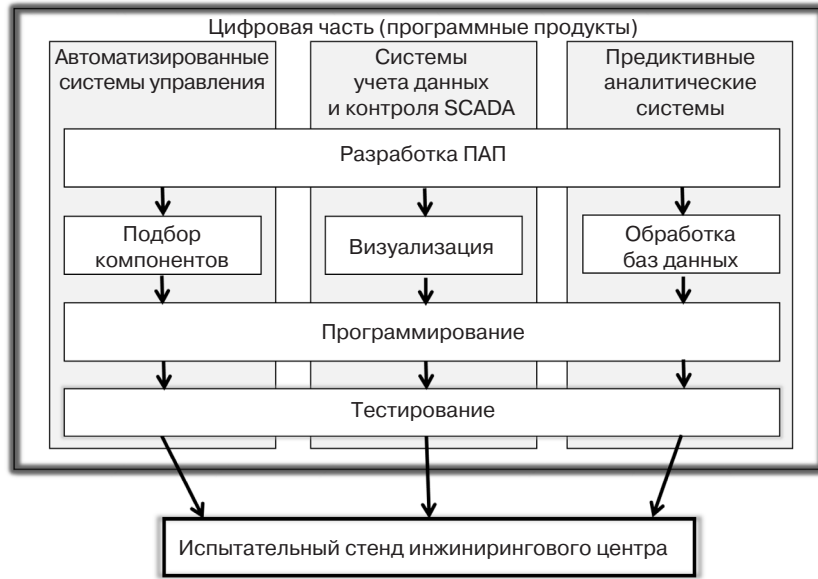 Цифровая часть (программные продукты)
Автоматизированные
системы управления
Системы
учета данных
и контроля SCADA
Предиктивные
аналитические
системы
Разработка ПАП
Подбор
компонентов
Визуализация
Обработка
баз данных
Программирование
Тестирование
Испытательный стенд инжинирингового центра